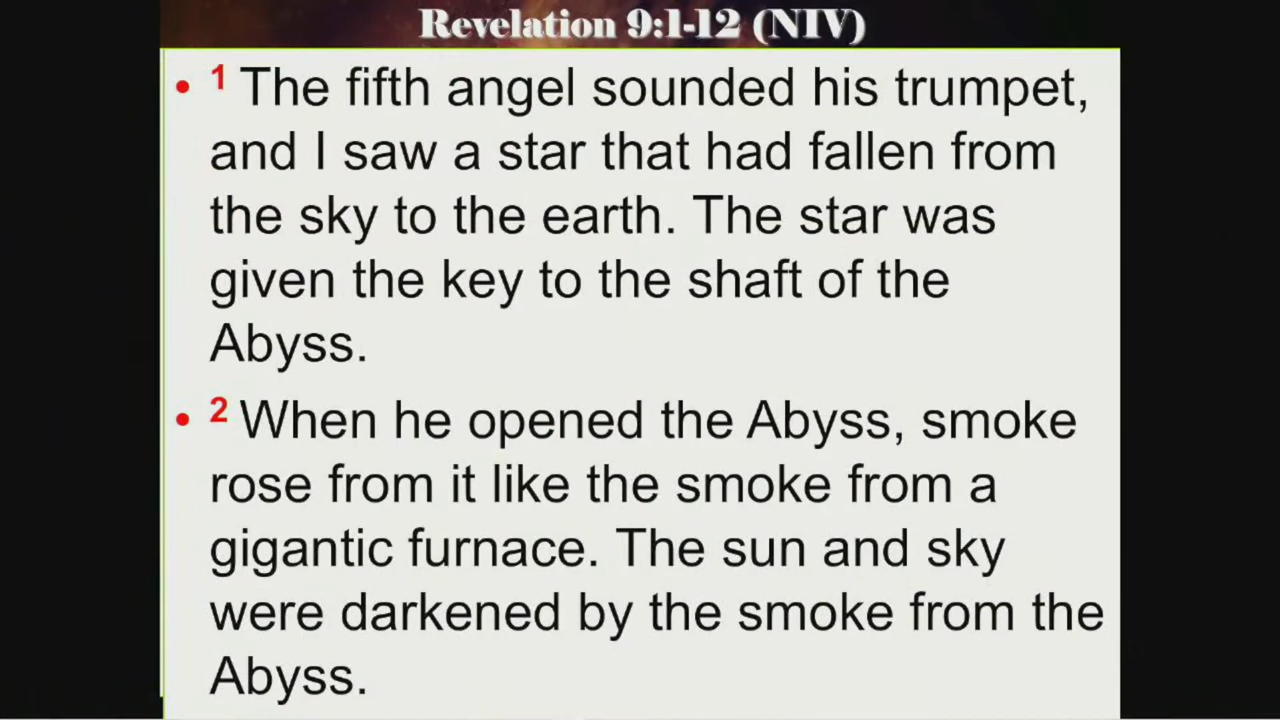 Revelation 9:1-12 (NIV)
• 1 The fifth angel sounded his trumpet,
and I saw a star that had fallen from
the sky to the earth. The star was
given the key to the shaft of the
Abyss.
• 2 When he opened the Abyss, smoke
rose from it like the smoke from a
gigantic furnace. The sun and sky
were darkened by the smoke from the
Abyss.